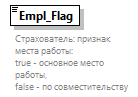 Empl_Flag
Страхователь: признак
места работы:
true - основное место
работы,
false - по совместительству